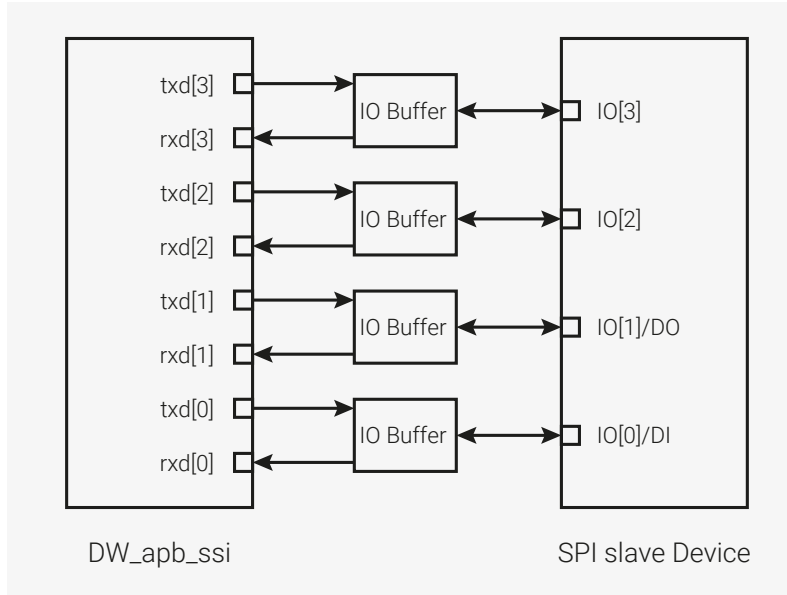 txd[3]
IO Buffer
IO[3]
rxd[3]
txd[2]
IO Buffer
IO[2]
rxd[2]
txd[1]
IO Buffer
IO[1]/DO
rxd[1]
txd[0]
IO Buffer
IO[0]/DI
rxd[0]
DW_apb_ssi
SPI slave Device